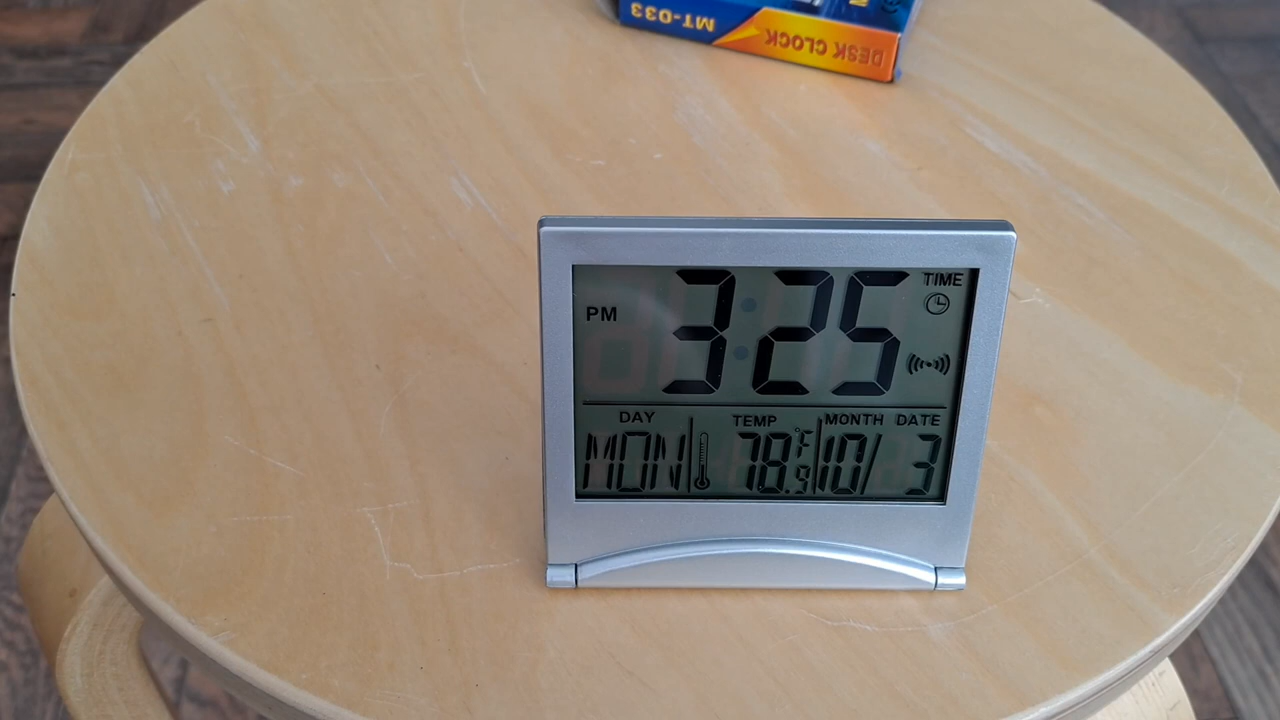 MT-033
DESK CLOCK
PM 3:25 TIME
DAY TEMP MONTH DATE
MON 78.9°F 10/ 3